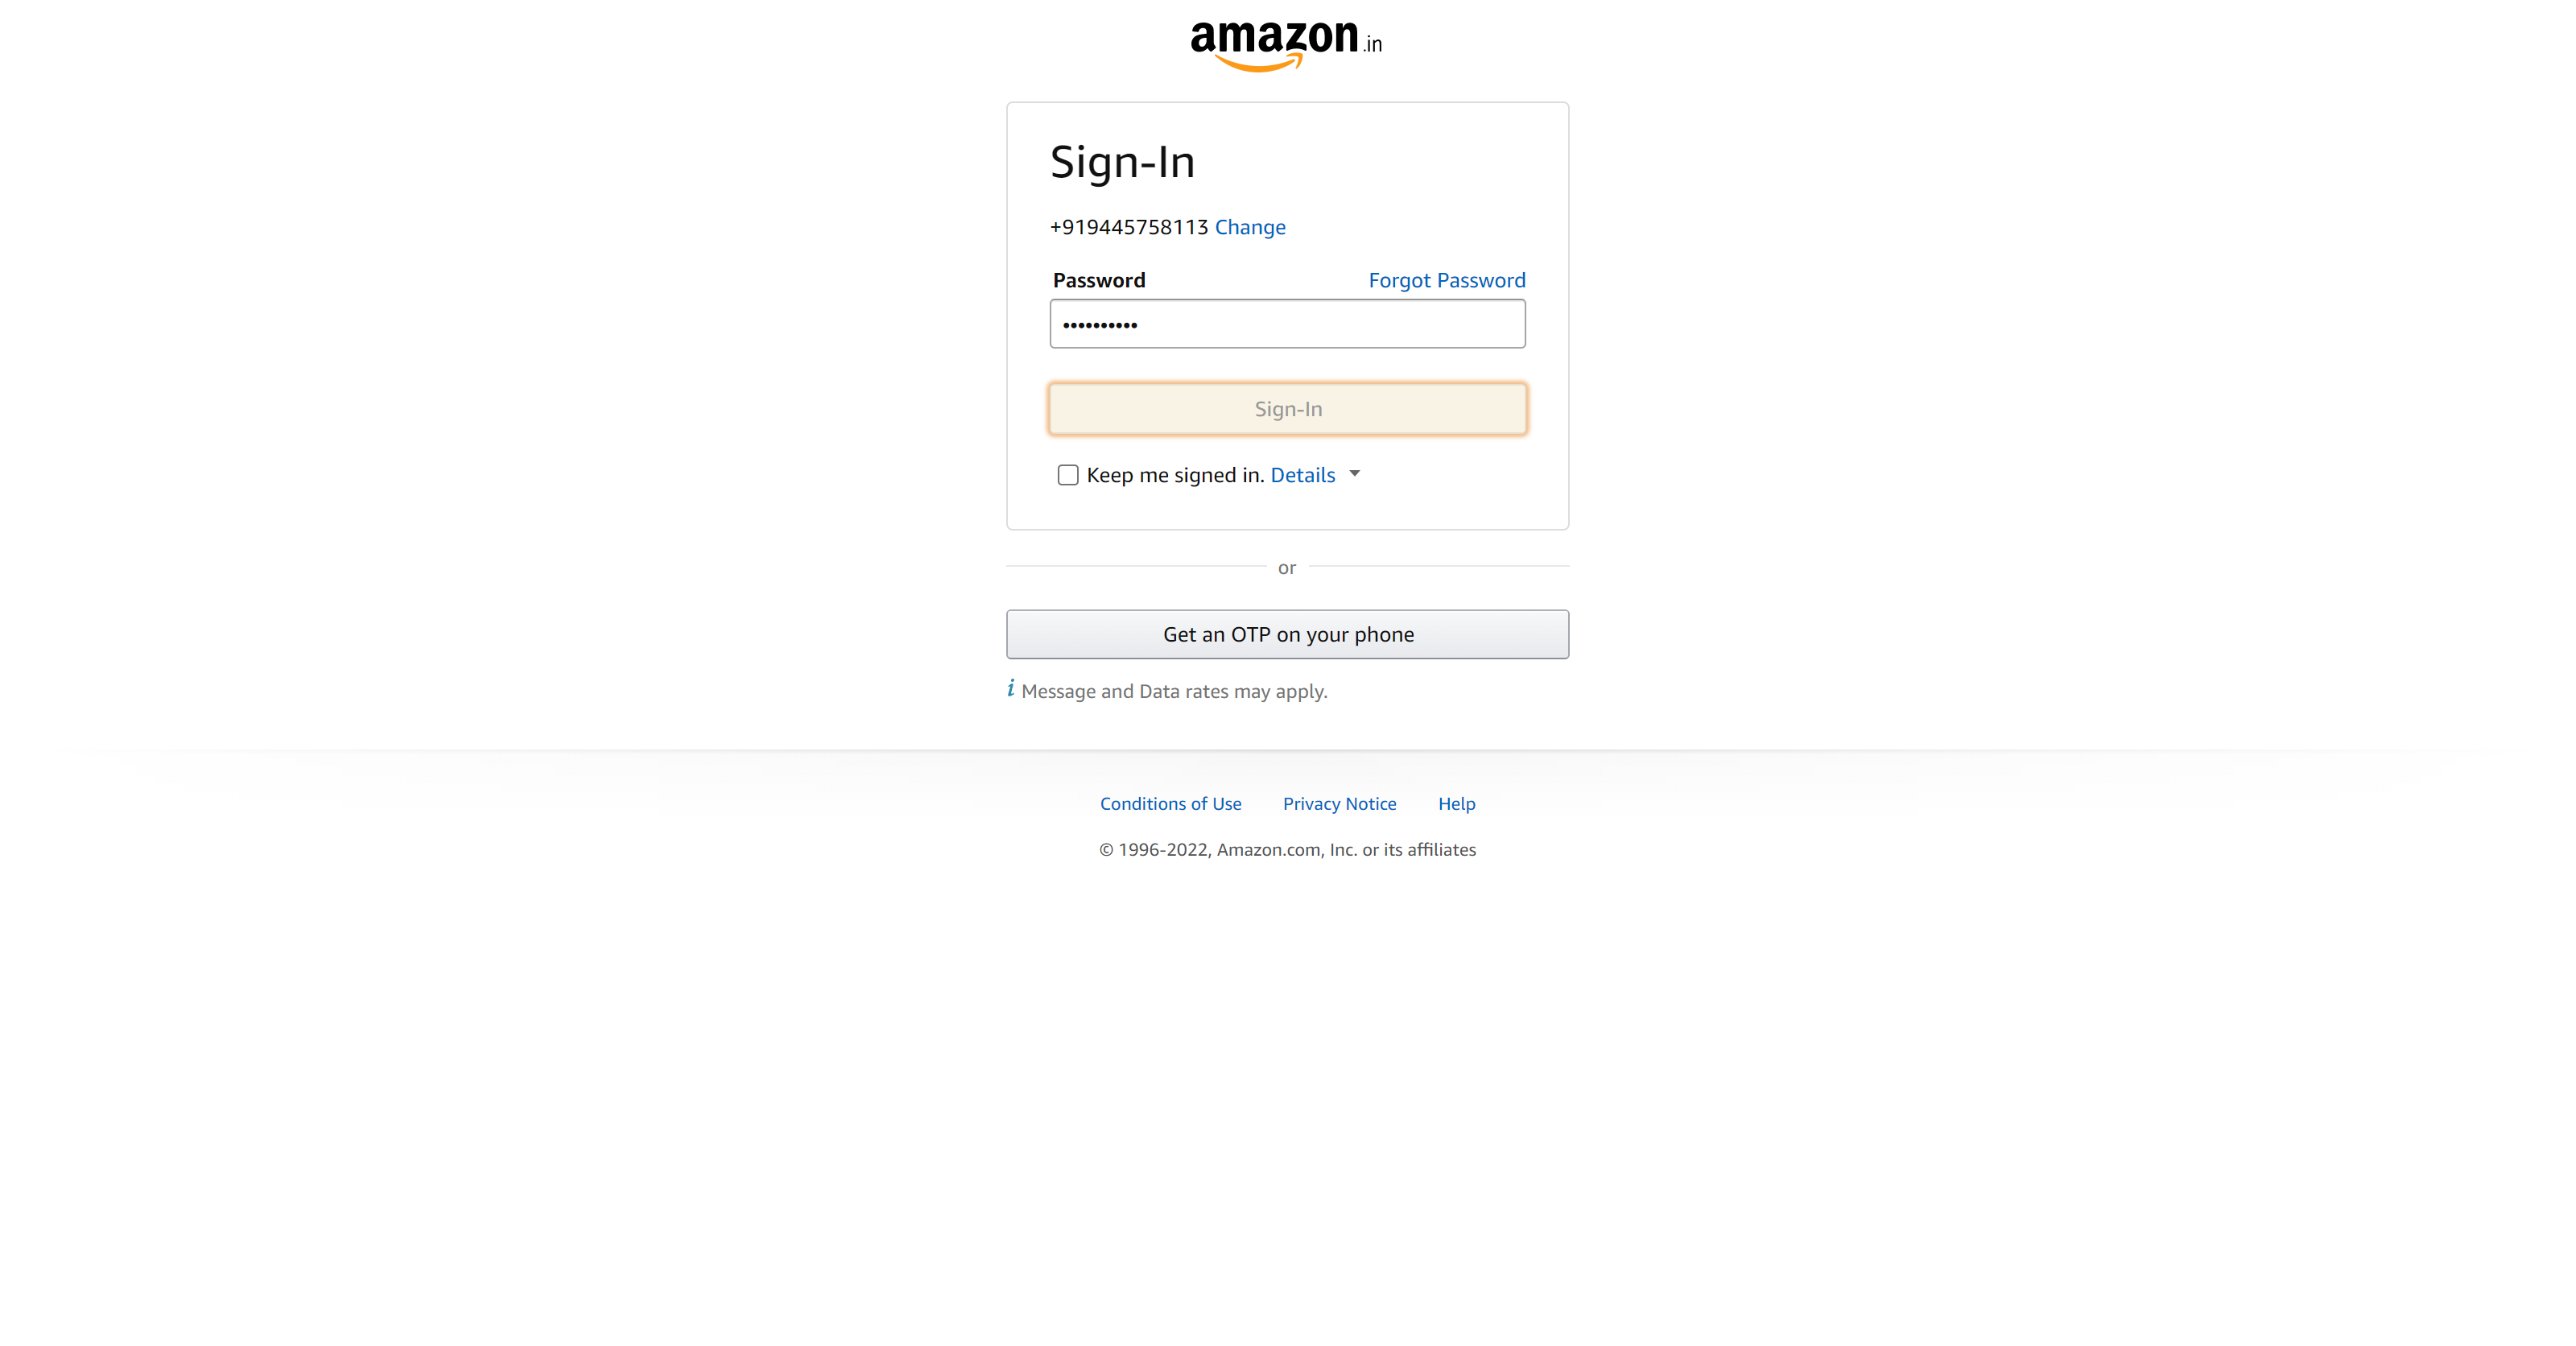 amazon.in
Sign-In
+919445758113 Change
Password Forgot Password
••••••••••
Sign-In
Keep me signed in. Details
or
Get an OTP on your phone
i Message and Data rates may apply.
Conditions of Use Privacy Notice Help
© 1996-2022, Amazon.com, Inc. or its affiliates